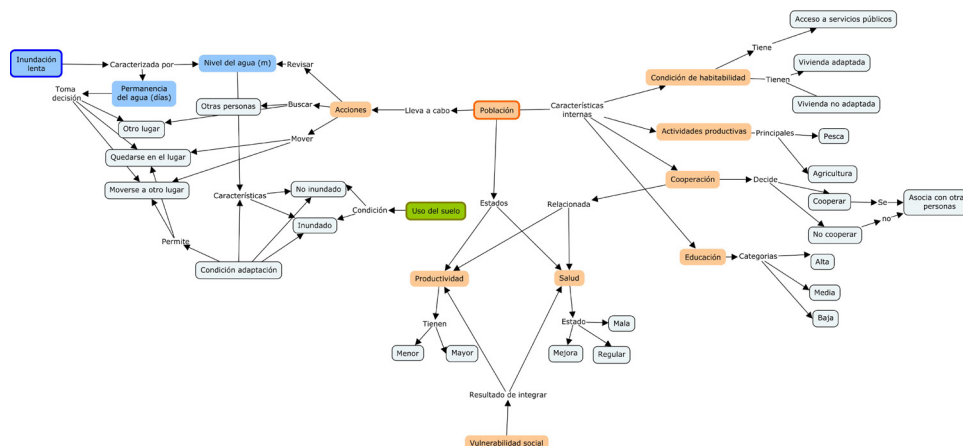 Acceso a servicios públicos
Tiene
Inundación
lenta
Caracterizada por
Nivel del agua (m)
Revisar
Condición de habitabilidad
Vivienda adaptada
Tienen
Toma
decisión
Permanencia
del agua (días)
Otras personas
Buscar
Acciones
Lleva a cabo
Población
Características
internas
Vivienda no adaptada
Otro lugar
Mover
Actividades productivas
Principales
Pesca
Quedarse en el lugar
Agricultura
Moverse a otro lugar
Características
No inundado
Cooperación
Decide
Cooperar
Se
Asocia con otras
personas
Condición
Uso del suelo
Estados
Relacionada
no
Inundado
No cooperar
Permite
Condición adaptación
Educación
Categorias
Alta
Productividad
Salud
Media
Tienen
Estado
Mala
Baja
Menor
Mayor
Mejora
Regular
Resultado de integrar
Vulnerabilidad social